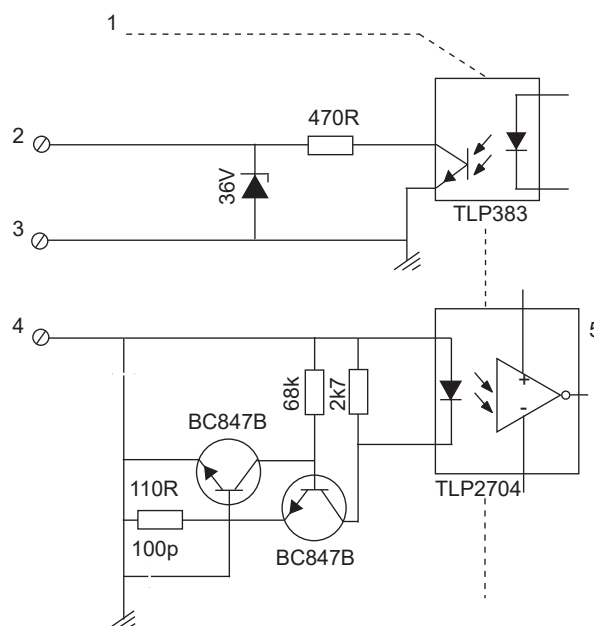 1
470R
2
36V
TLP383
3
4
5
68k
2k7
BC847B
+
-
TLP2704
110R
100p
BC847B